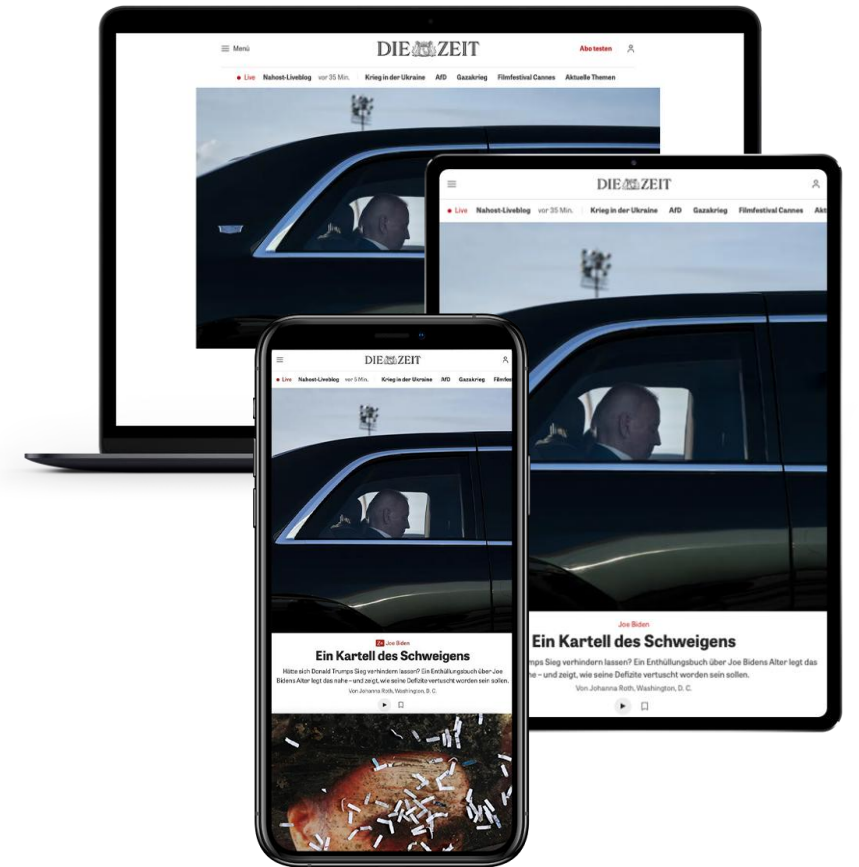 Menü
DIE ZEIT
Abo testen
Live Nahost-Liveblog vor 35 Min. Krieg in der Ukraine AfD Gazakrieg Filmfestival Cannes Aktuelle Themen
DIE ZEIT
Live Nahost-Liveblog vor 35 Min. Krieg in der Ukraine AfD Gazakrieg Filmfestival Cannes Akt
Joe Biden
Ein Kartell des Schweigens
mps Sieg verhindern lassen? Ein Enthüllungsbuch über Joe Bidens Alter legt das
he – und zeigt, wie seine Defizite vertuscht worden sein sollen.
Von Johanna Roth, Washington, D. C.
DIE ZEIT
Live Nahost-Liveblog vor 5 Min. Krieg in der Ukraine AfD Gazakrieg Filmfes
Z+ Joe Biden
Ein Kartell des Schweigens
Hätte sich Donald Trumps Sieg verhindern lassen? Ein Enthüllungsbuch über Joe
Bidens Alter legt das nahe – und zeigt, wie seine Defizite vertuscht worden sein sollen.
Von Johanna Roth, Washington, D. C.